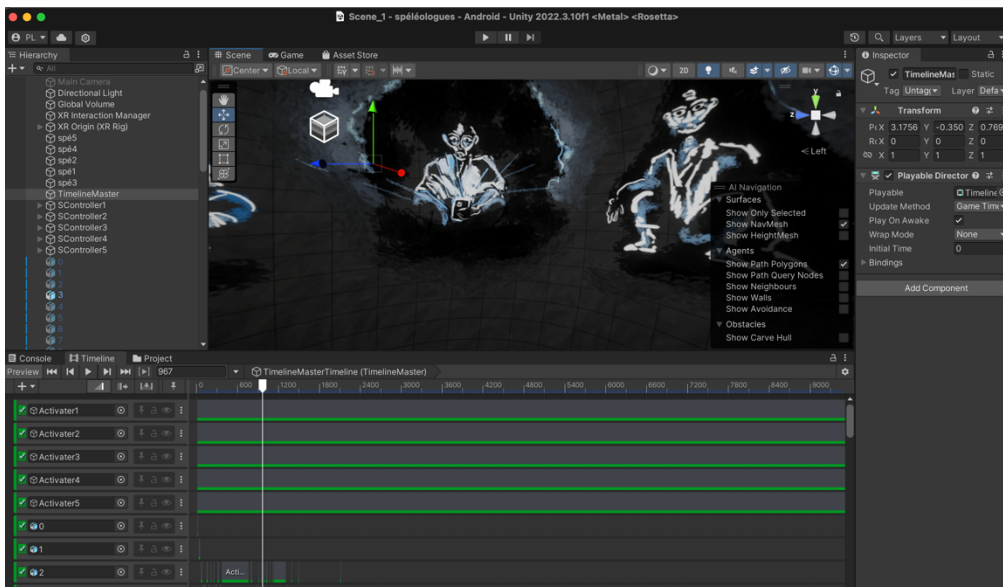 Scene_1 - spéléologues - Android - Unity 2022.3.10f1 <Metal> <Rosetta>
PL
Layers
Layout
Hierarchy
Scene
Game
Asset Store
Inspector
All
Center
Local
2D
TimelineMas
Static
Tag Untag
Layer Defa
Main Camera
Directional Light
Global Volume
XR Interaction Manager
XR Origin (XR Rig)
spé5
spé4
spé2
spé1
spé3
TimelineMaster
SController1
SController2
SController3
SController4
SController5
0
1
2
3
4
5
6
7
y
z
Left
AI Navigation
Surfaces
Show Only Selected
Show NavMesh
Show HeightMesh
Agents
Show Path Polygons
Show Path Query Nodes
Show Neighbours
Show Walls
Show Avoidance
Obstacles
Show Carve Hull
Transform
X 3.1756 Y -0.350 Z 0.769
X 0 Y 0 Z 0
X 1 Y 1 Z 1
Playable Director
Playable Timeline
Update Method Game Time
Play On Awake
Wrap Mode None
Initial Time 0
Bindings
Add Component
Console
Timeline
Project
Preview
967
TimelineMasterTimeline (TimelineMaster)
0 600 1200 1800 2400 3000 3600 4200 4800 5400 6000 6600 7200 7800 8400 9000
Activater1
Activater2
Activater3
Activater4
Activater5
0
1
2
Acti...